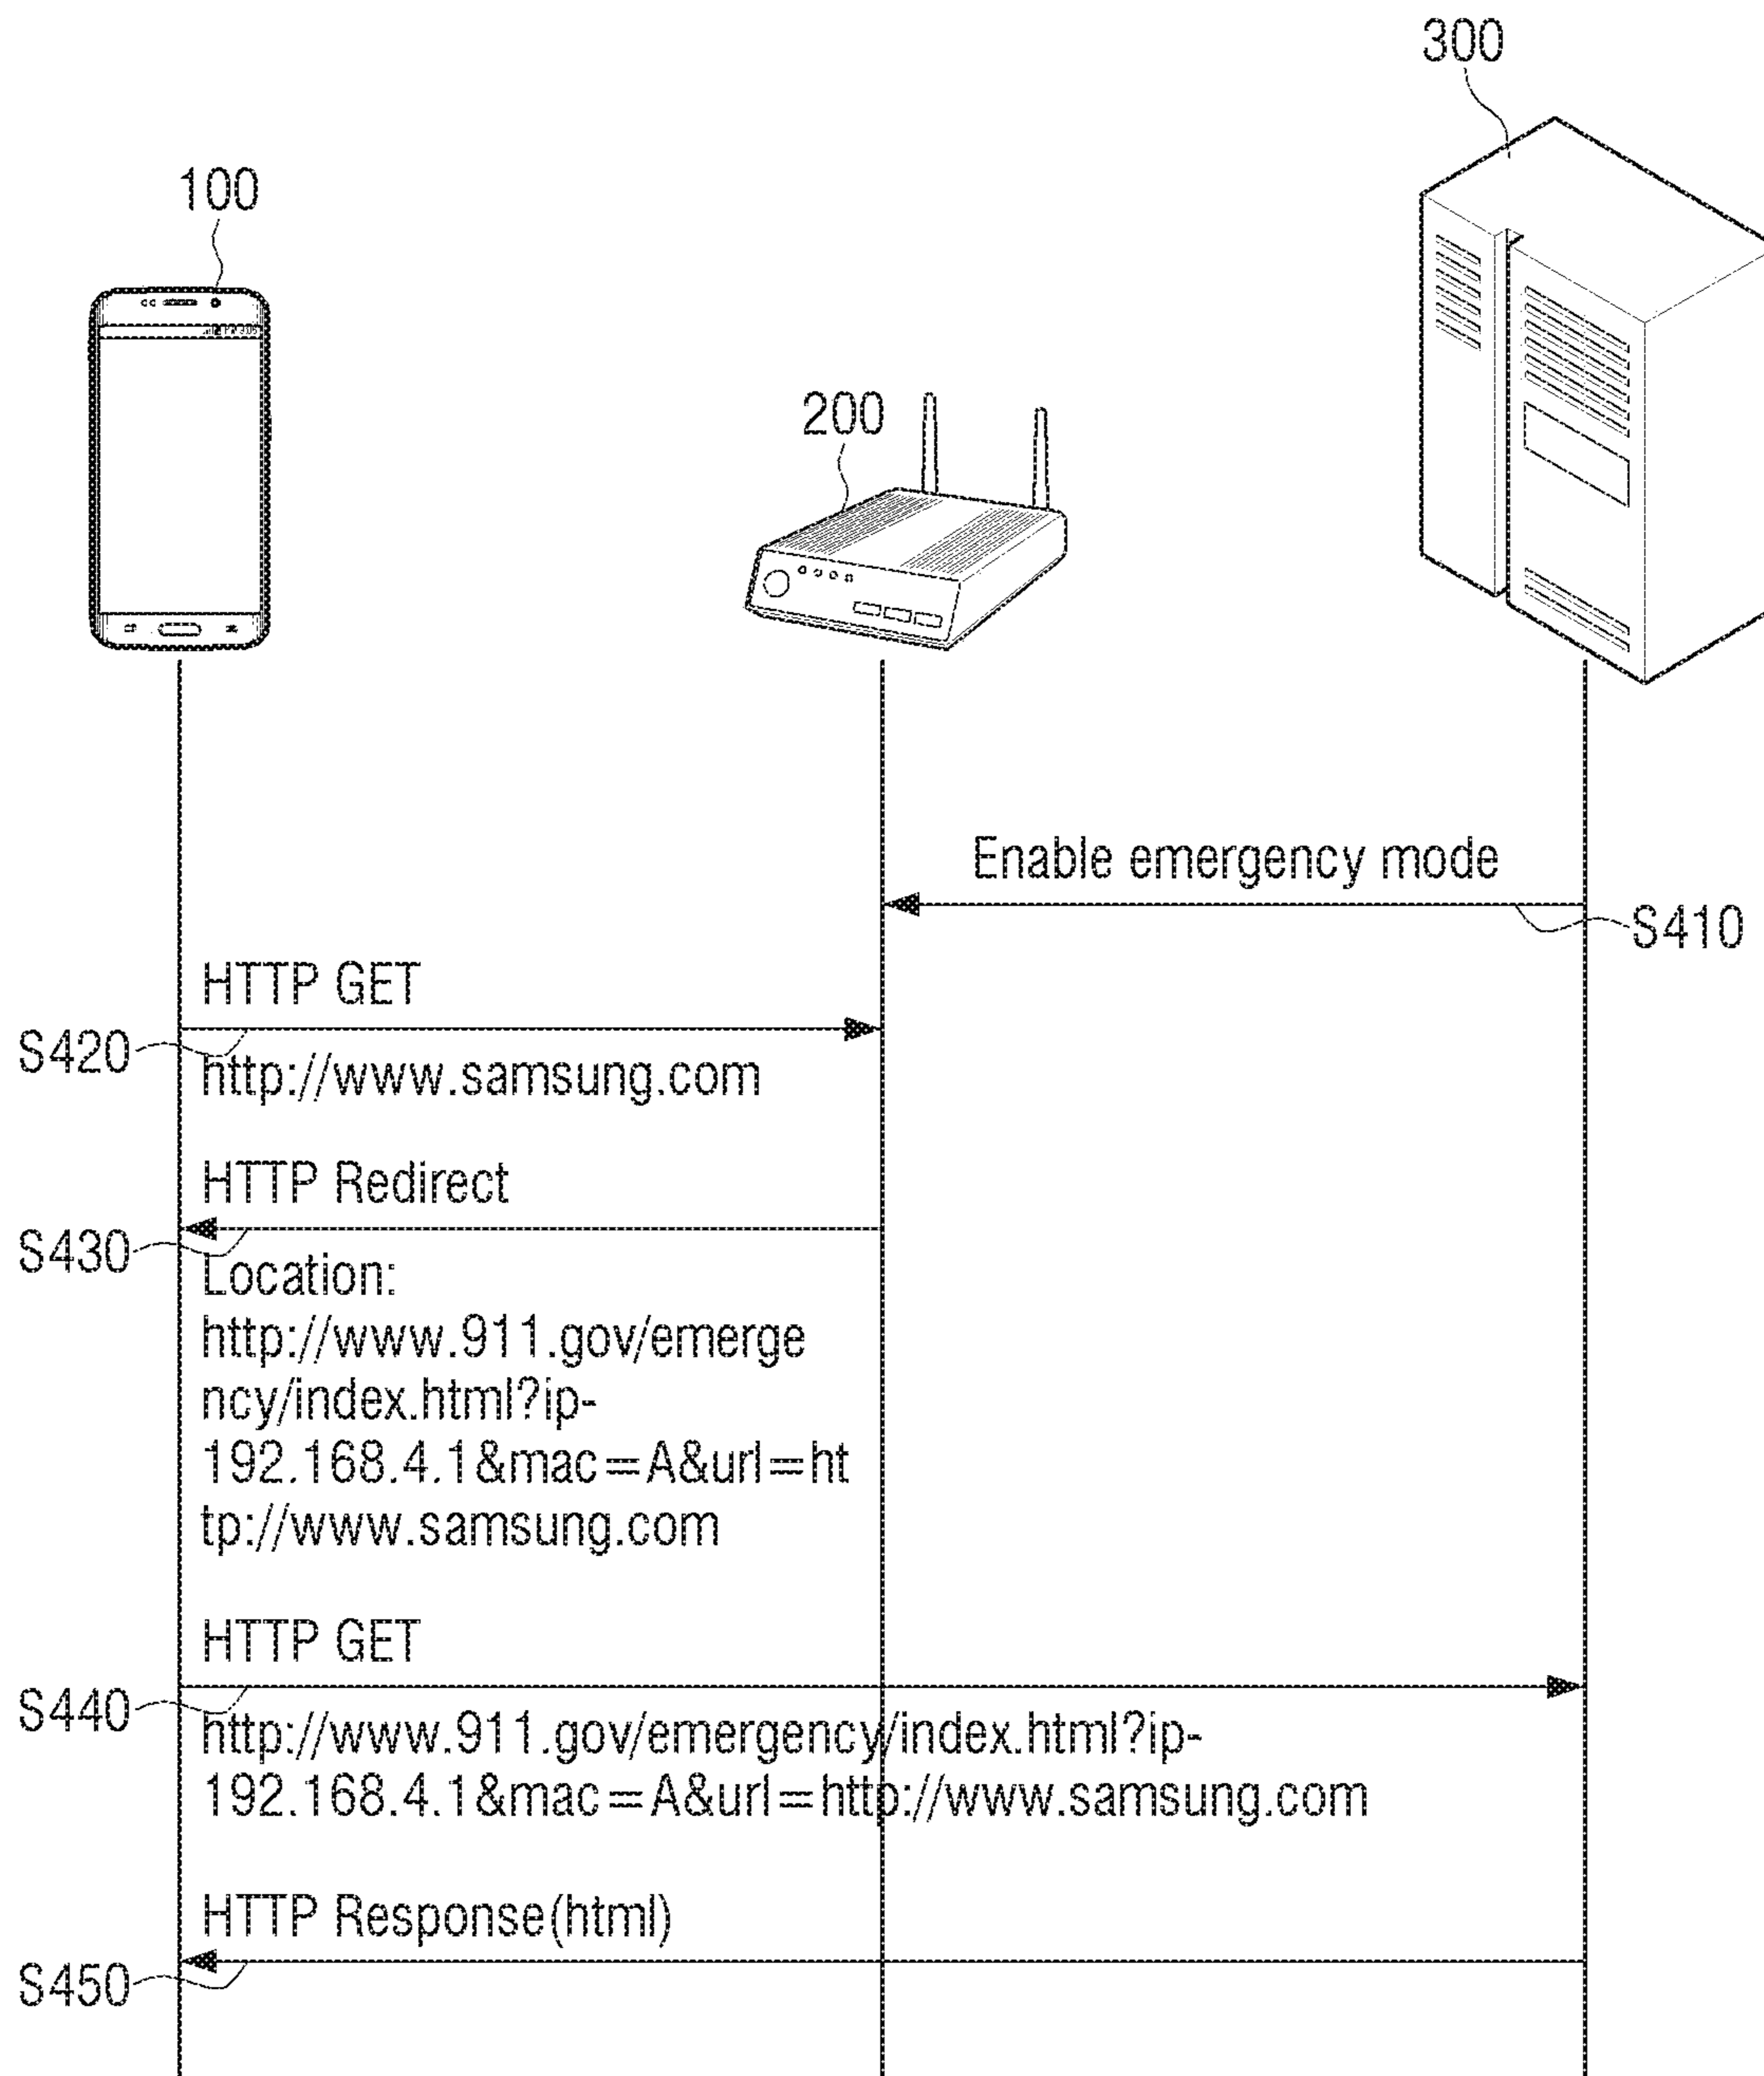 300
100
200
Enable emergency mode
S410
HTTP GET
S420
http://www.samsung.com
HTTP Redirect
S430
Location:
http://www.911.gov/emerge
ncy/index.html?ip-
192.168.4.1&mac=A&url=ht
tp://www.samsung.com
HTTP GET
S440
http://www.911.gov/emergency/index.html?ip-
192.168.4.1&mac=A&url=http://www.samsung.com
HTTP Response(html)
S450